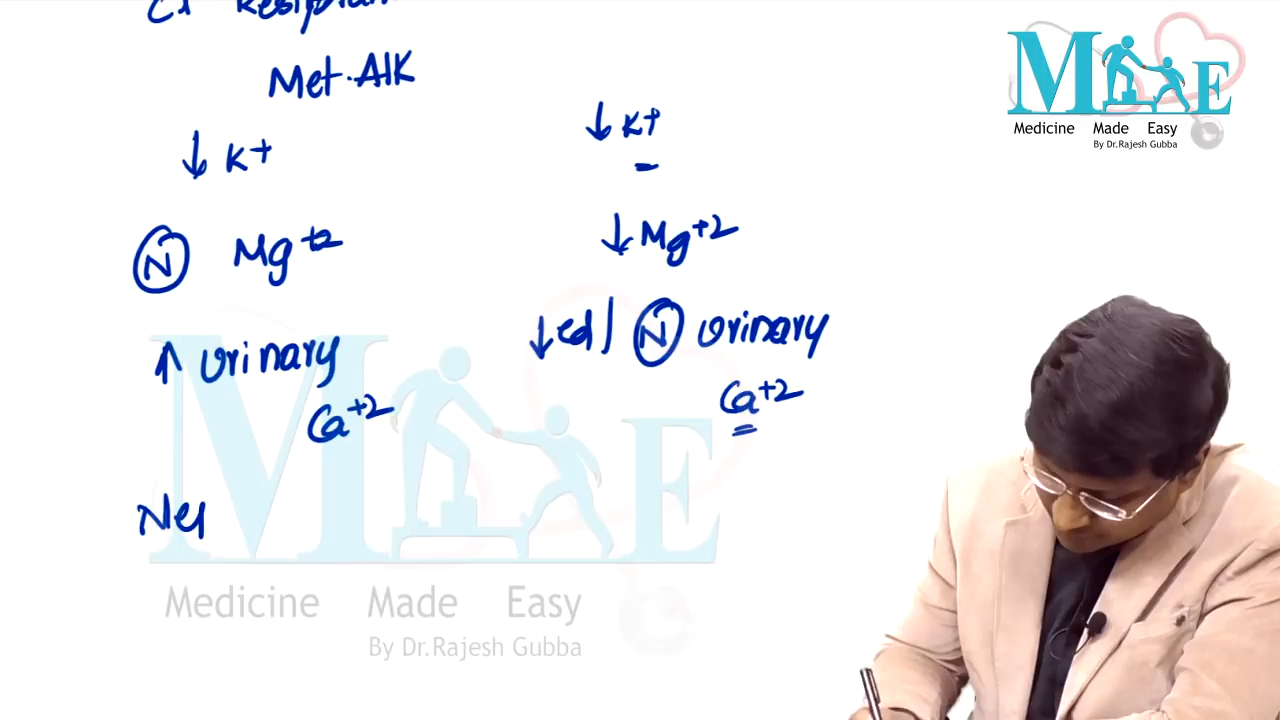 Met. Alk
↓ K+
↓ K+
N Mg+2
↓ Mg+2
↑ Urinary
Ca+2
↓ed / N Urinary
Ca+2
M E
Medicine Made Easy
By Dr.Rajesh Gubba
M E
Medicine Made Easy
By Dr.Rajesh Gubba